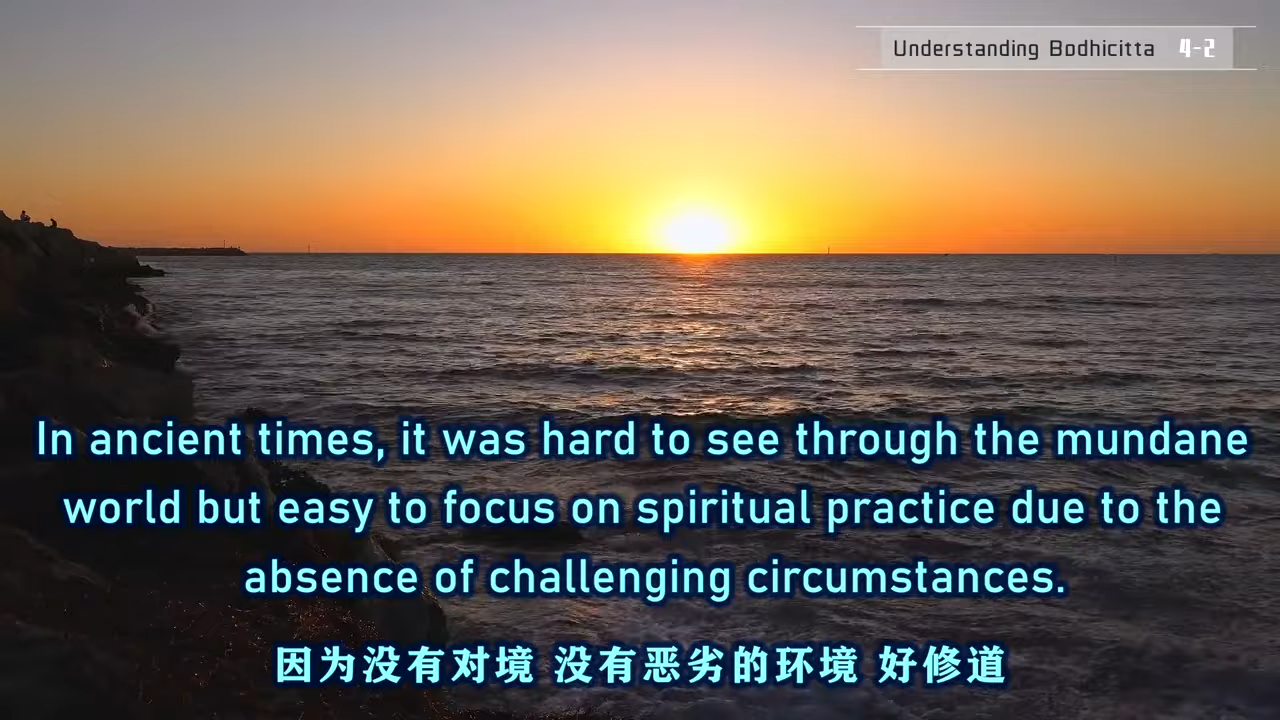 Understanding Bodhicitta 4-2
In ancient times, it was hard to see through the mundane
world but easy to focus on spiritual practice due to the
absence of challenging circumstances.
因为没有对境 没有恶劣的环境 好修道